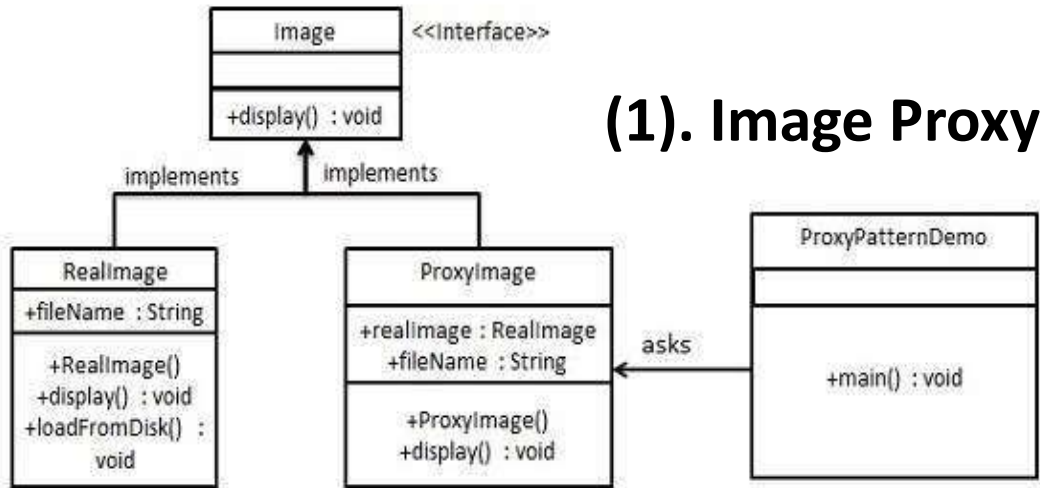 Image
<<Interface>>
+display() : void
(1). Image Proxy
implements
implements
RealImage
+fileName : String
+RealImage()
+display() : void
+loadFromDisk() :
void
ProxyImage
+realImage : RealImage
+fileName : String
+ProxyImage()
+display() : void
asks
ProxyPatternDemo
+main() : void